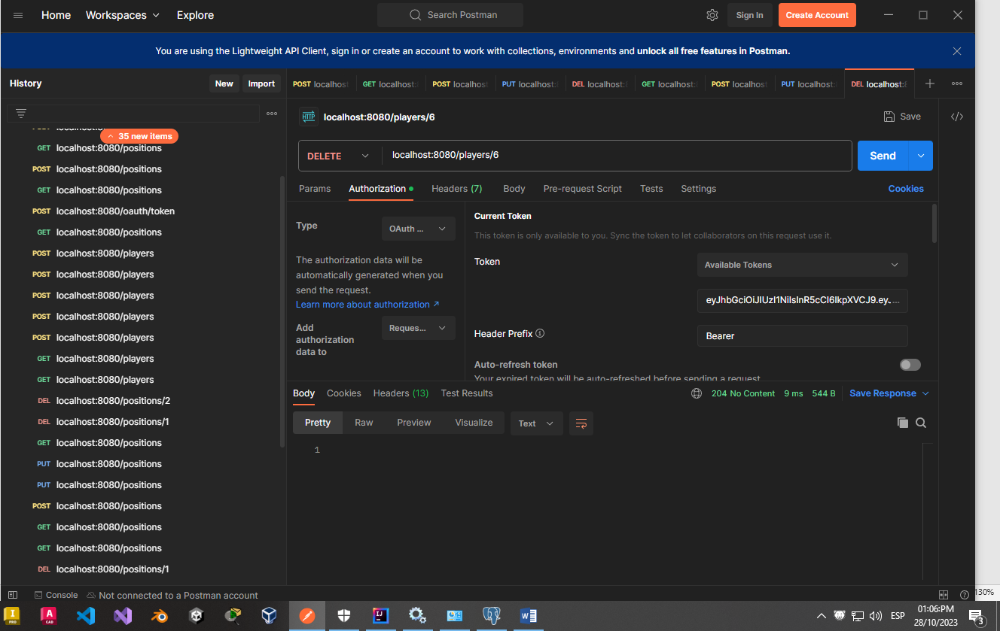 Home Workspaces Explore Search Postman Sign In Create Account
You are using the Lightweight API Client, sign in or create an account to work with collections, environments and unlock all free features in Postman.
History New Import
POST localhost GET localhost: POST localhost PUT localhost: DEL localhost: GET localhost: POST localhost PUT localhost: DEL localhost:8
35 new items
GET localhost:8080/positions
POST localhost:8080/positions
GET localhost:8080/positions
POST localhost:8080/oauth/token
GET localhost:8080/positions
POST localhost:8080/players
POST localhost:8080/players
POST localhost:8080/players
POST localhost:8080/players
POST localhost:8080/players
GET localhost:8080/players
GET localhost:8080/players
DEL localhost:8080/positions/2
DEL localhost:8080/positions/1
GET localhost:8080/positions
PUT localhost:8080/positions
PUT localhost:8080/positions
POST localhost:8080/positions
GET localhost:8080/positions
GET localhost:8080/positions
DEL localhost:8080/positions/1
HTTP localhost:8080/players/6 Save
DELETE localhost:8080/players/6 Send
Params Authorization Headers (7) Body Pre-request Script Tests Settings Cookies
Type OAuth ...
The authorization data will be
automatically generated when you
send the request.
Learn more about authorization ↗
Add
authorization
data to
Reques...
Current Token
This token is only available to you. Sync the token to let collaborators on this request use it.
Token Available Tokens
eyJhbGciOiJIUzI1NiIsInR5cCI6IkpXVCJ9.eyJ...
Header Prefix Bearer
Auto-refresh token
Your expired token will be auto-refreshed before sending a request.
Body Cookies Headers (13) Test Results 204 No Content 9 ms 544 B Save Response
Pretty Raw Preview Visualize Text
1
Console Not connected to a Postman account
130%
I PRO A CAD IJ W ESP 01:06:PM
28/10/2023 3